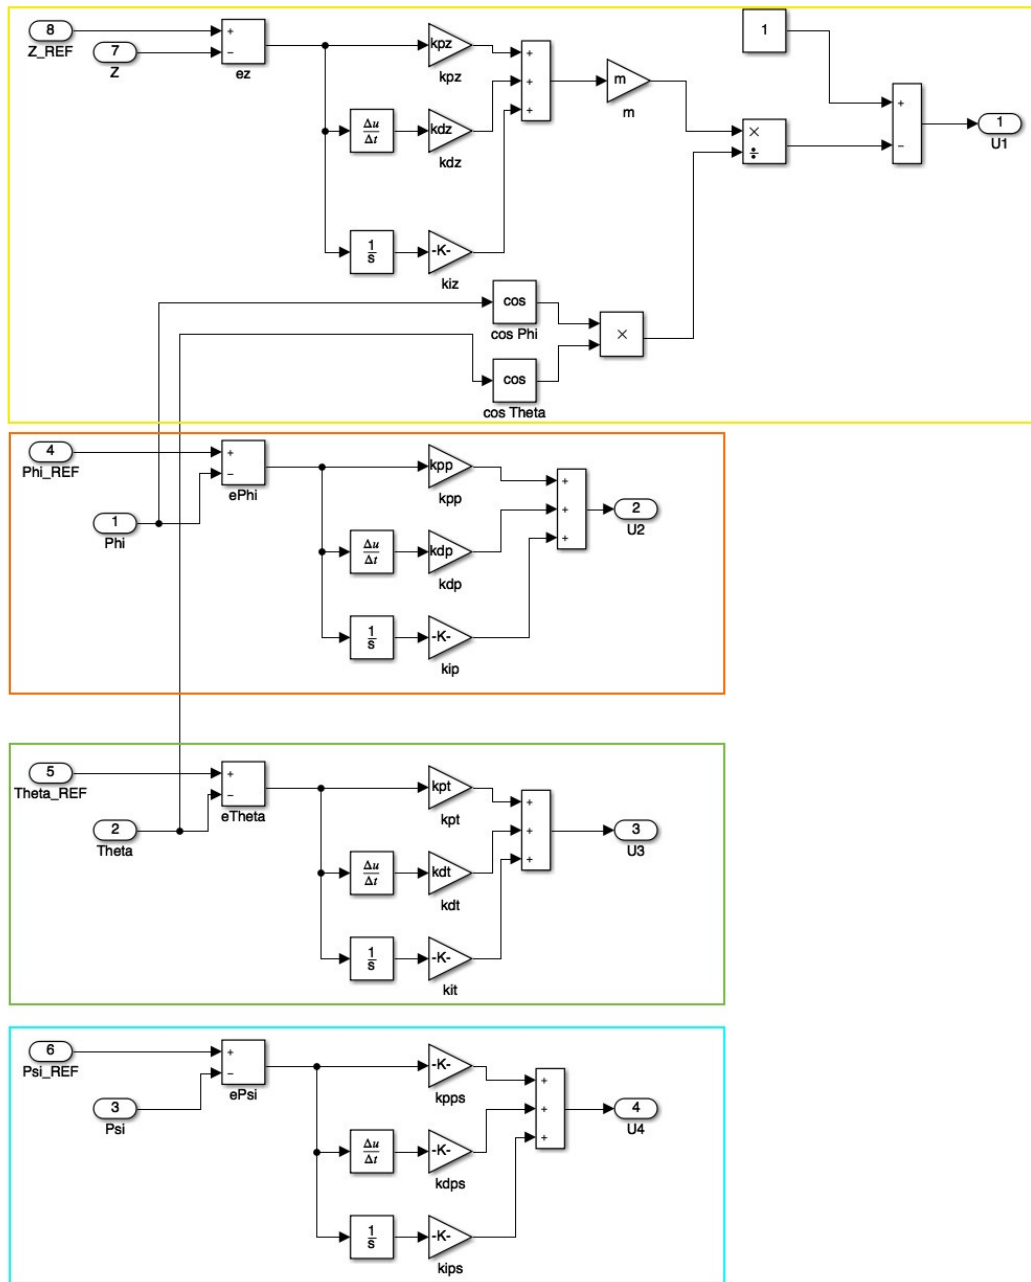 8
Z_REF
7
Z
+
−
ez
kpz
kpz
Δu
Δt
kdz
kdz
1
s
-K-
kiz
+
+
+
m
m
1
×
÷
+
−
1
U1
cos
cos Phi
cos
cos Theta
×
4
Phi_REF
1
Phi
+
−
ePhi
kpp
kpp
Δu
Δt
kdp
kdp
1
s
-K-
kip
+
+
+
2
U2
5
Theta_REF
2
Theta
+
−
eTheta
kpt
kpt
Δu
Δt
kdt
kdt
1
s
-K-
kit
+
+
+
3
U3
6
Psi_REF
3
Psi
+
−
ePsi
-K-
kpps
Δu
Δt
-K-
kdps
1
s
-K-
kips
+
+
+
4
U4